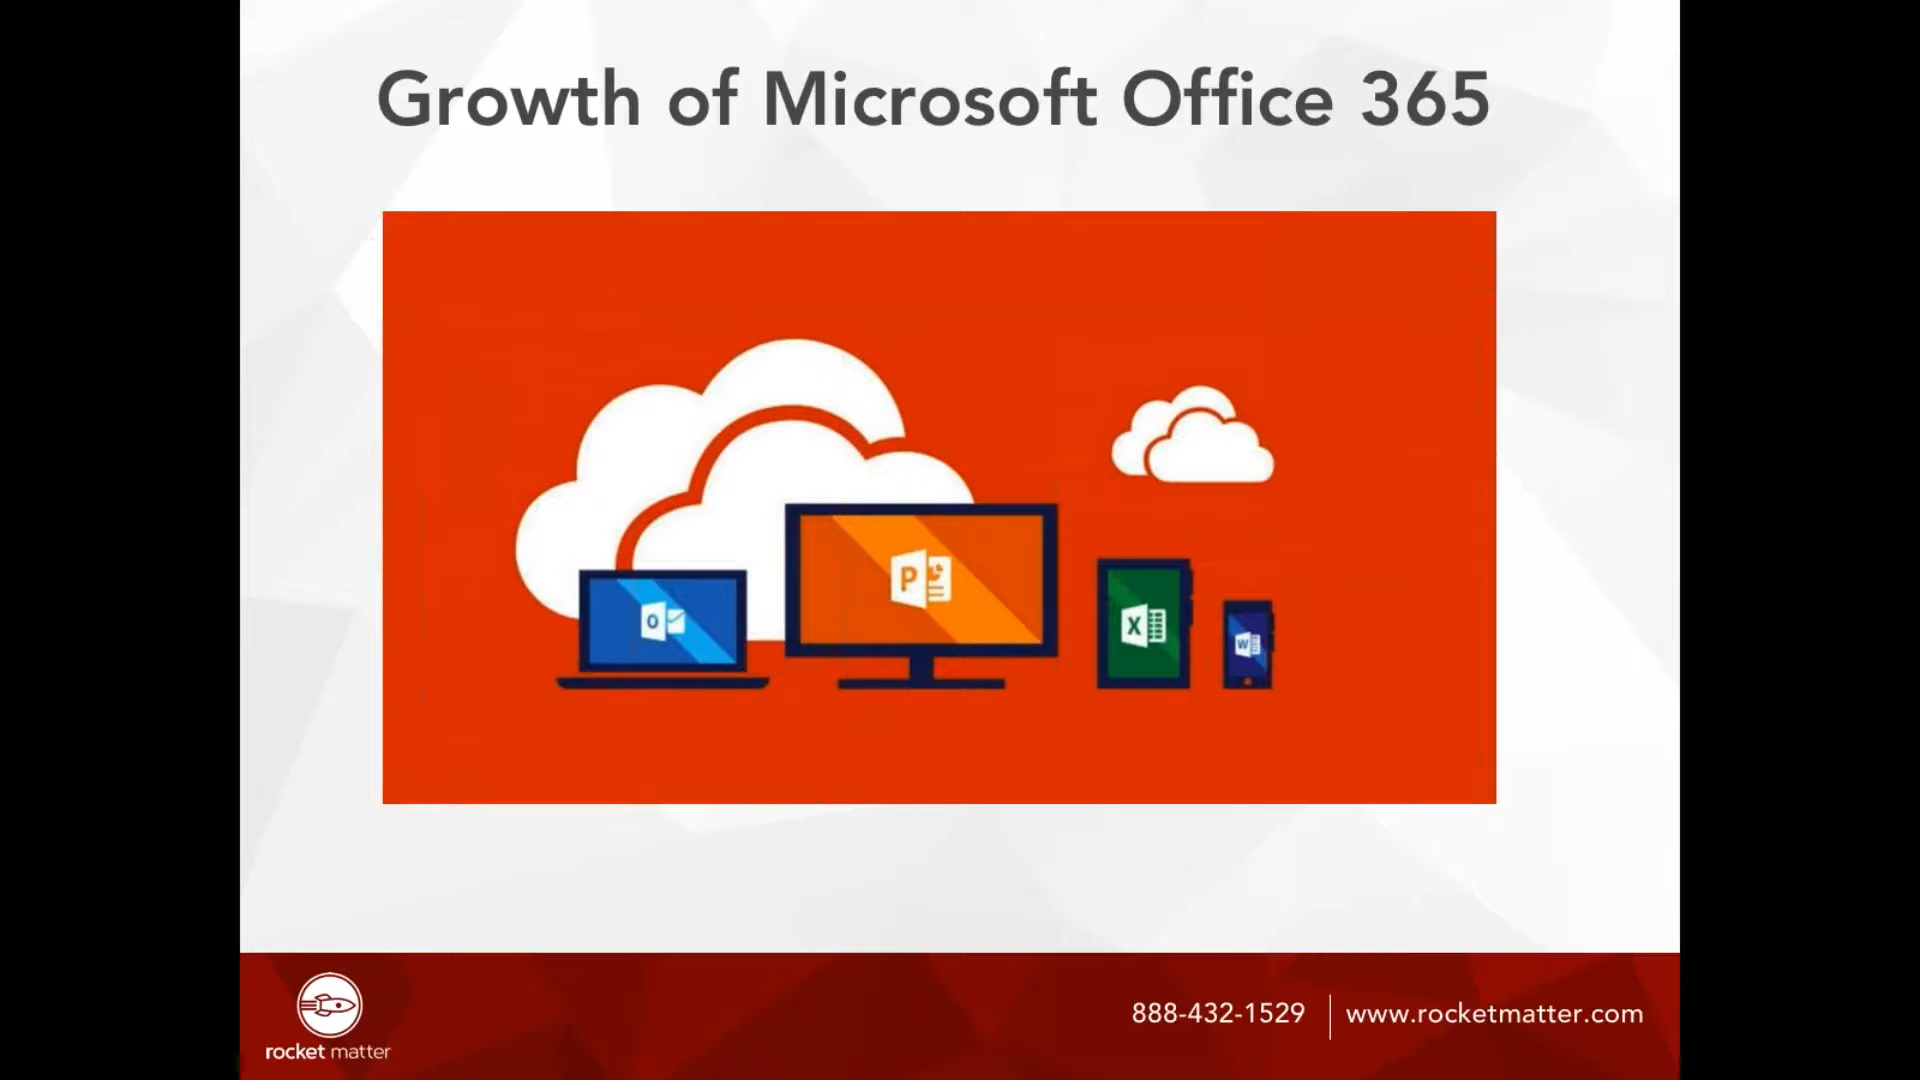 Growth of Microsoft Office 365
O
P
X
W
888-432-1529
www.rocketmatter.com
rocket matter